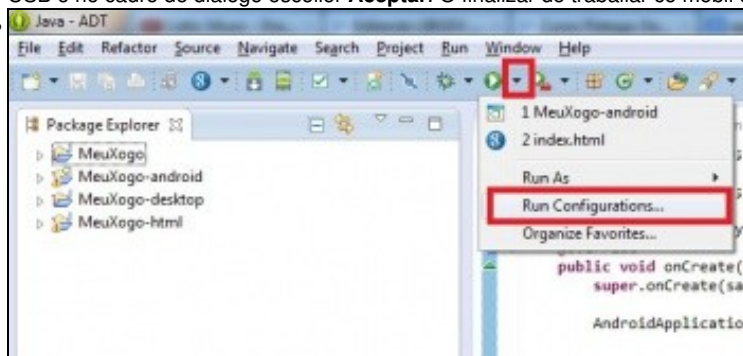 USB e no cadro de diálogo escoller Aceptar. O finalizar de traballar co móbil
Java - ADT
File Edit Refactor Source Navigate Search Project Run Window Help
Package Explorer
MeuXogo
MeuXogo-android
MeuXogo-desktop
MeuXogo-html
1 MeuXogo-android
2 index.html
Run As
Run Configurations...
Organize Favorites...
public void onCreate(
super.onCreate(sa
AndroidApplicatio